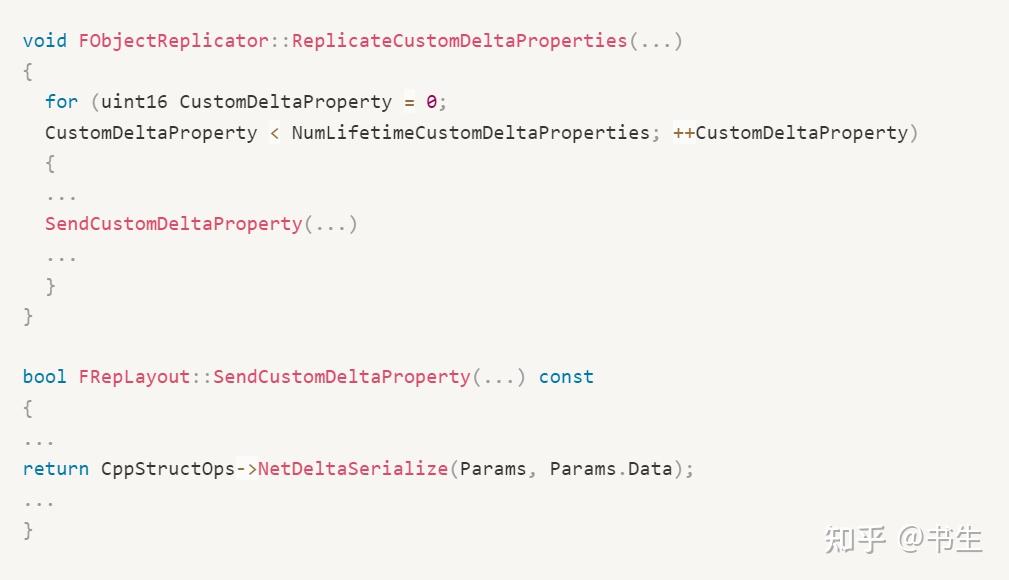 void FObjectReplicator::ReplicateCustomDeltaProperties(...)
{
for (uint16 CustomDeltaProperty = 0;
CustomDeltaProperty < NumLifetimeCustomDeltaProperties; ++CustomDeltaProperty)
{
...
SendCustomDeltaProperty(...)
...
}
}
bool FRepLayout::SendCustomDeltaProperty(...) const
{
...
return CppStructOps->NetDeltaSerialize(Params, Params.Data);
...
}
知乎 @书生